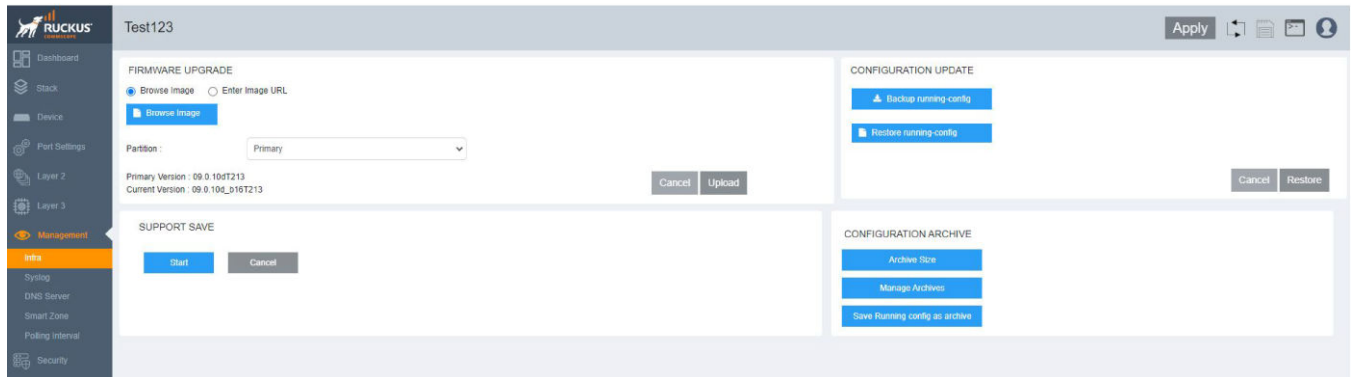 RUCKUS
COMMSCOPE
Test123
Apply
Dashboard
Stack
Device
Port Settings
Layer 2
Layer 3
Management
Infra
Syslog
DNS Server
Smart Zone
Polling Interval
Security
FIRMWARE UPGRADE
Browse Image Enter Image URL
Browse Image
Partition : Primary
Primary Version : 09.0.10dT213
Current Version : 09.0.10d_b16T213
Cancel Upload
CONFIGURATION UPDATE
Backup running-config
Restore running-config
Cancel Restore
SUPPORT SAVE
Start Cancel
CONFIGURATION ARCHIVE
Archive Size
Manage Archives
Save Running config as archive